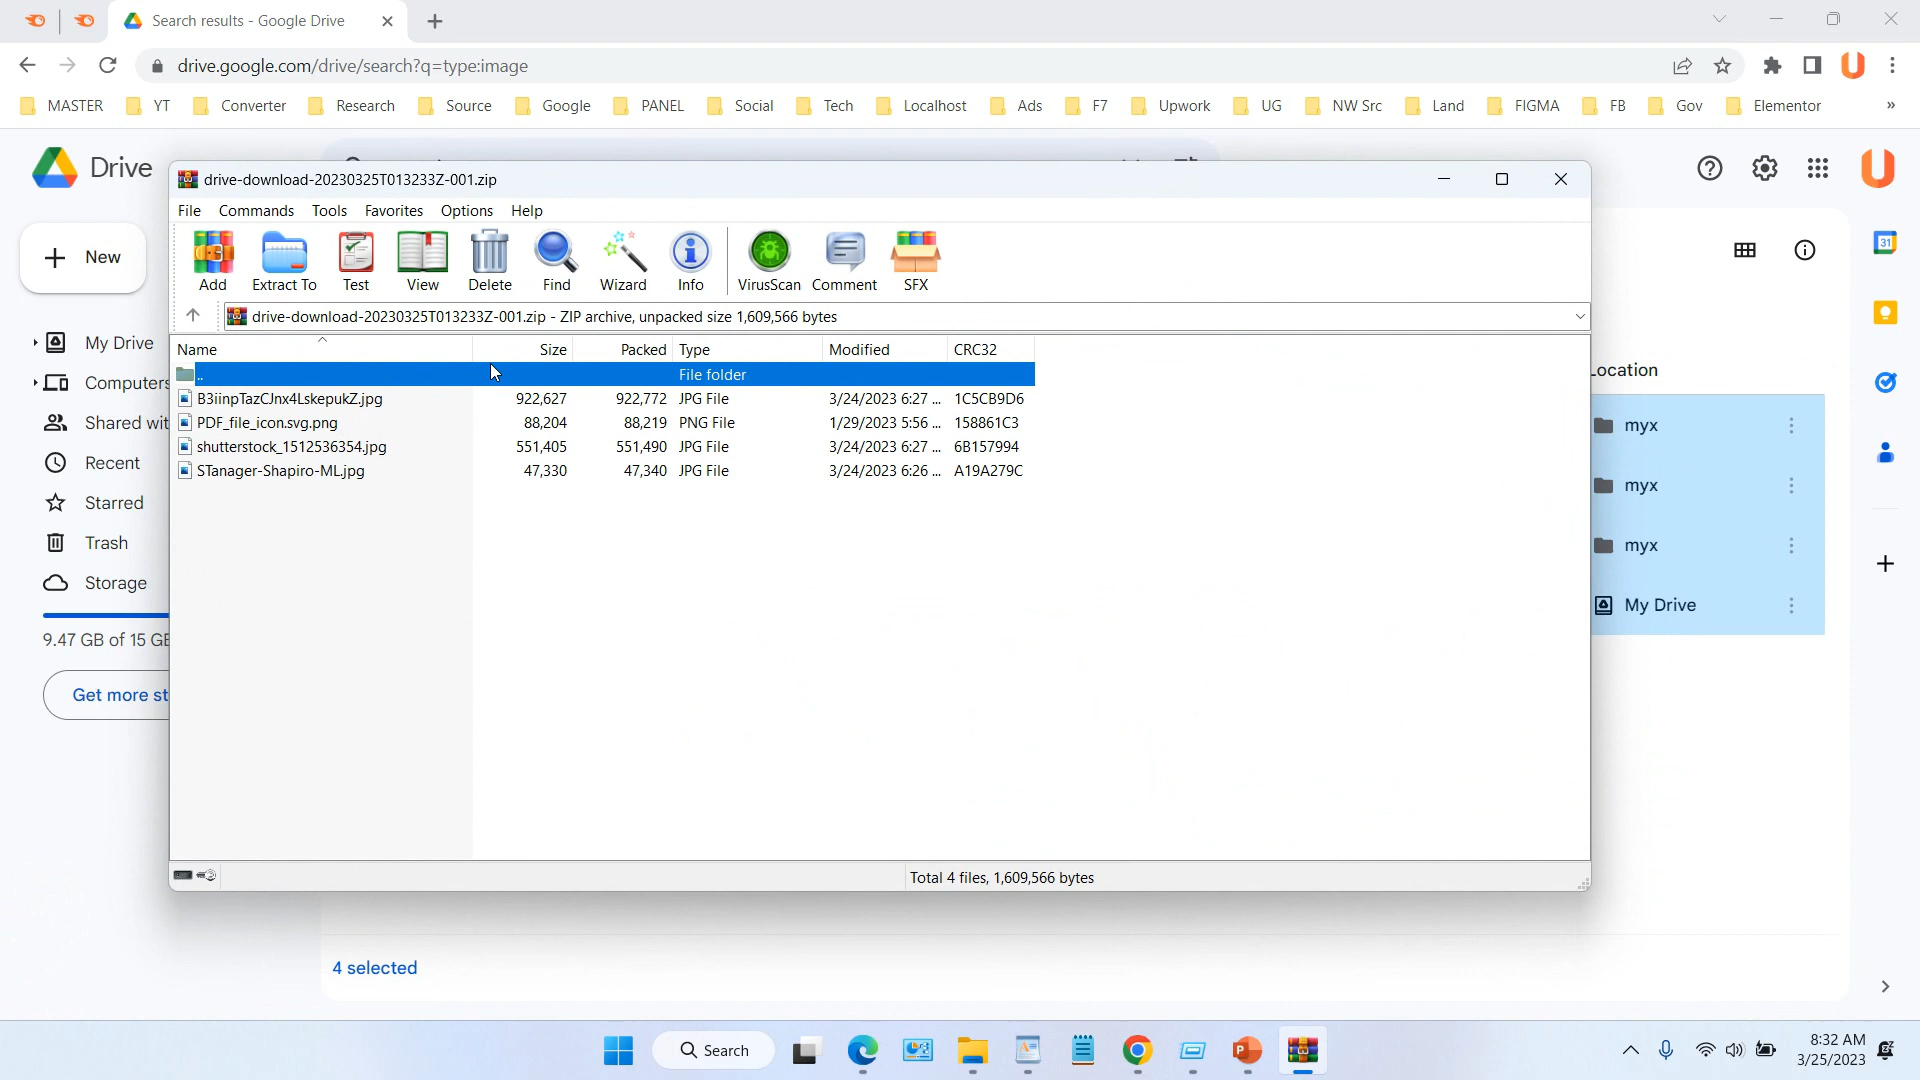 Search results - Google Drive
drive.google.com/drive/search?q=type:image
MASTER YT Converter Research Source Google PANEL Social Tech Localhost Ads F7 Upwork UG NW Src Land FIGMA FB Gov Elementor »
Drive
drive-download-20230325T013233Z-001.zip
File Commands Tools Favorites Options Help
New
Add Extract To Test View Delete Find Wizard Info VirusScan Comment SFX
31
drive-download-20230325T013233Z-001.zip - ZIP archive, unpacked size 1,609,566 bytes
My Drive
Name Size Packed Type Modified CRC32
.. File folder
Location
Computers
B3iinpTazCJnx4LskepukZ.jpg 922,627 922,772 JPG File 3/24/2023 6:27 ... 1C5CB9D6
Shared wit
PDF_file_icon.svg.png 88,204 88,219 PNG File 1/29/2023 5:56 ... 158861C3
myx
shutterstock_1512536354.jpg 551,405 551,490 JPG File 3/24/2023 6:27 ... 6B157994
Recent
STanager-Shapiro-ML.jpg 47,330 47,340 JPG File 3/24/2023 6:26 ... A19A279C
myx
Starred
Trash
myx
Storage
My Drive
9.47 GB of 15 GB
Get more st
Total 4 files, 1,609,566 bytes
4 selected
Search
8:32 AM
3/25/2023